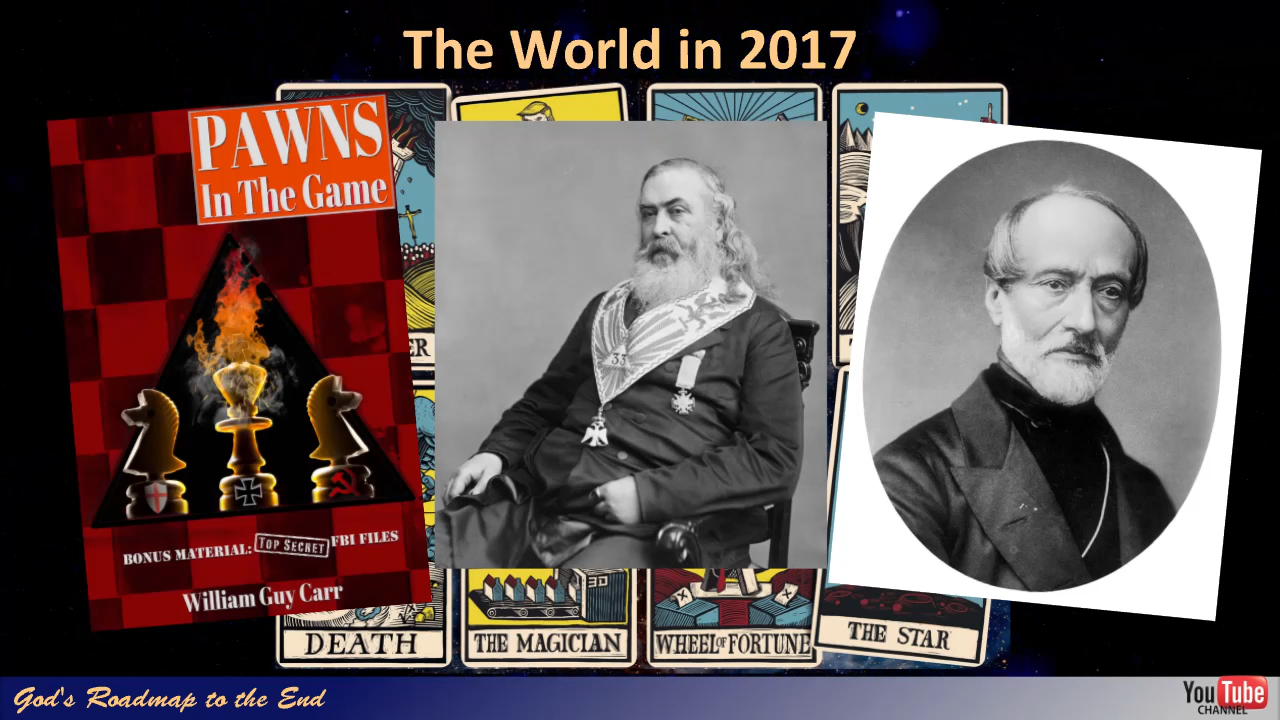 The World in 2017
PAWNS
In The Game
BONUS MATERIAL: TOP SECRET FBI FILES
William Guy Carr
33
ER
3D
DEATH
THE MAGICIAN
WHEEL OF FORTUNE
THE STAR
God's Roadmap to the End
YouTube
CHANNEL